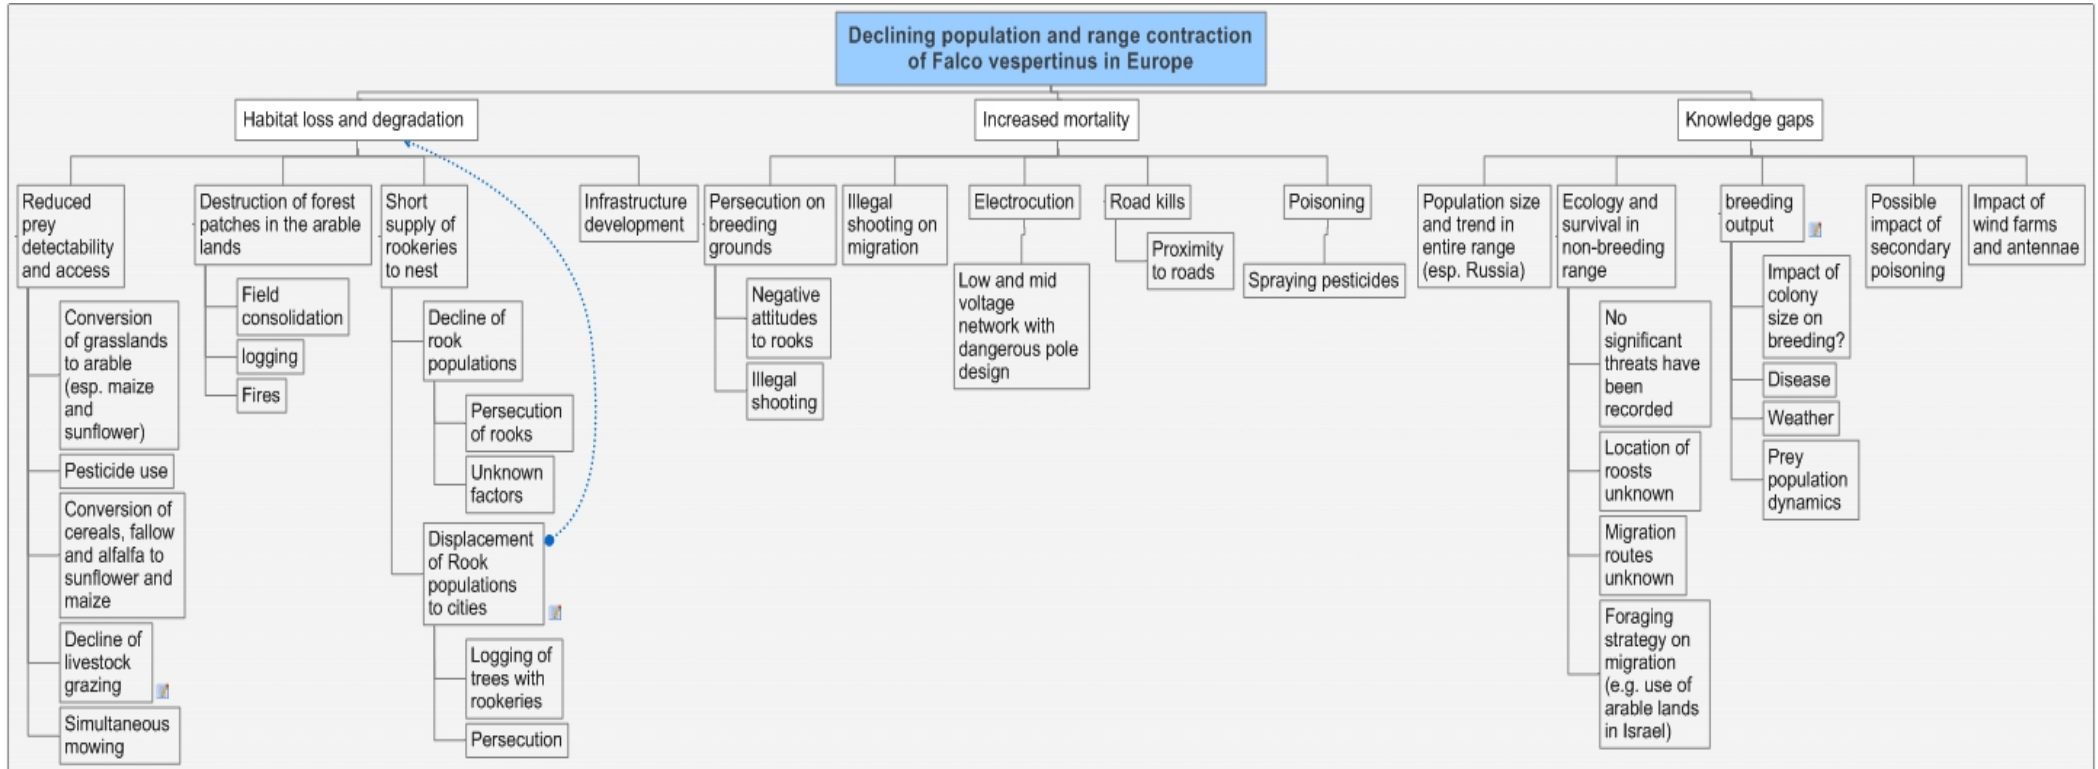 Declining population and range contraction
of Falco vespertinus in Europe
Habitat loss and degradation
Increased mortality
Knowledge gaps
Reduced
prey
detectability
and access
Conversion
of grasslands
to arable
(esp. maize
and
sunflower)
Pesticide use
Conversion of
cereals, fallow
and alfalfa to
sunflower and
maize
Decline of
livestock
grazing
Simultaneous
mowing
Destruction of forest
patches in the arable
lands
Field
consolidation
logging
Fires
Short
supply of
rookeries
to nest
Decline of
rook
populations
Persecution
of rooks
Unknown
factors
Displacement
of Rook
populations
to cities
Logging of
trees with
rookeries
Persecution
Infrastructure
development
Persecution on
breeding
grounds
Negative
attitudes
to rooks
Illegal
shooting
Illegal
shooting on
migration
Electrocution
Low and mid
voltage
network with
dangerous pole
design
Road kills
Proximity
to roads
Poisoning
Spraying pesticides
Population size
and trend in
entire range
(esp. Russia)
Ecology and
survival in
non-breeding
range
No
significant
threats have
been
recorded
Location of
roosts
unknown
Migration
routes
unknown
Foraging
strategy on
migration
(e.g. use of
arable lands
in Israel)
breeding
output
Impact of
colony
size on
breeding?
Disease
Weather
Prey
population
dynamics
Possible
impact of
secondary
poisoning
Impact of
wind farms
and antennae